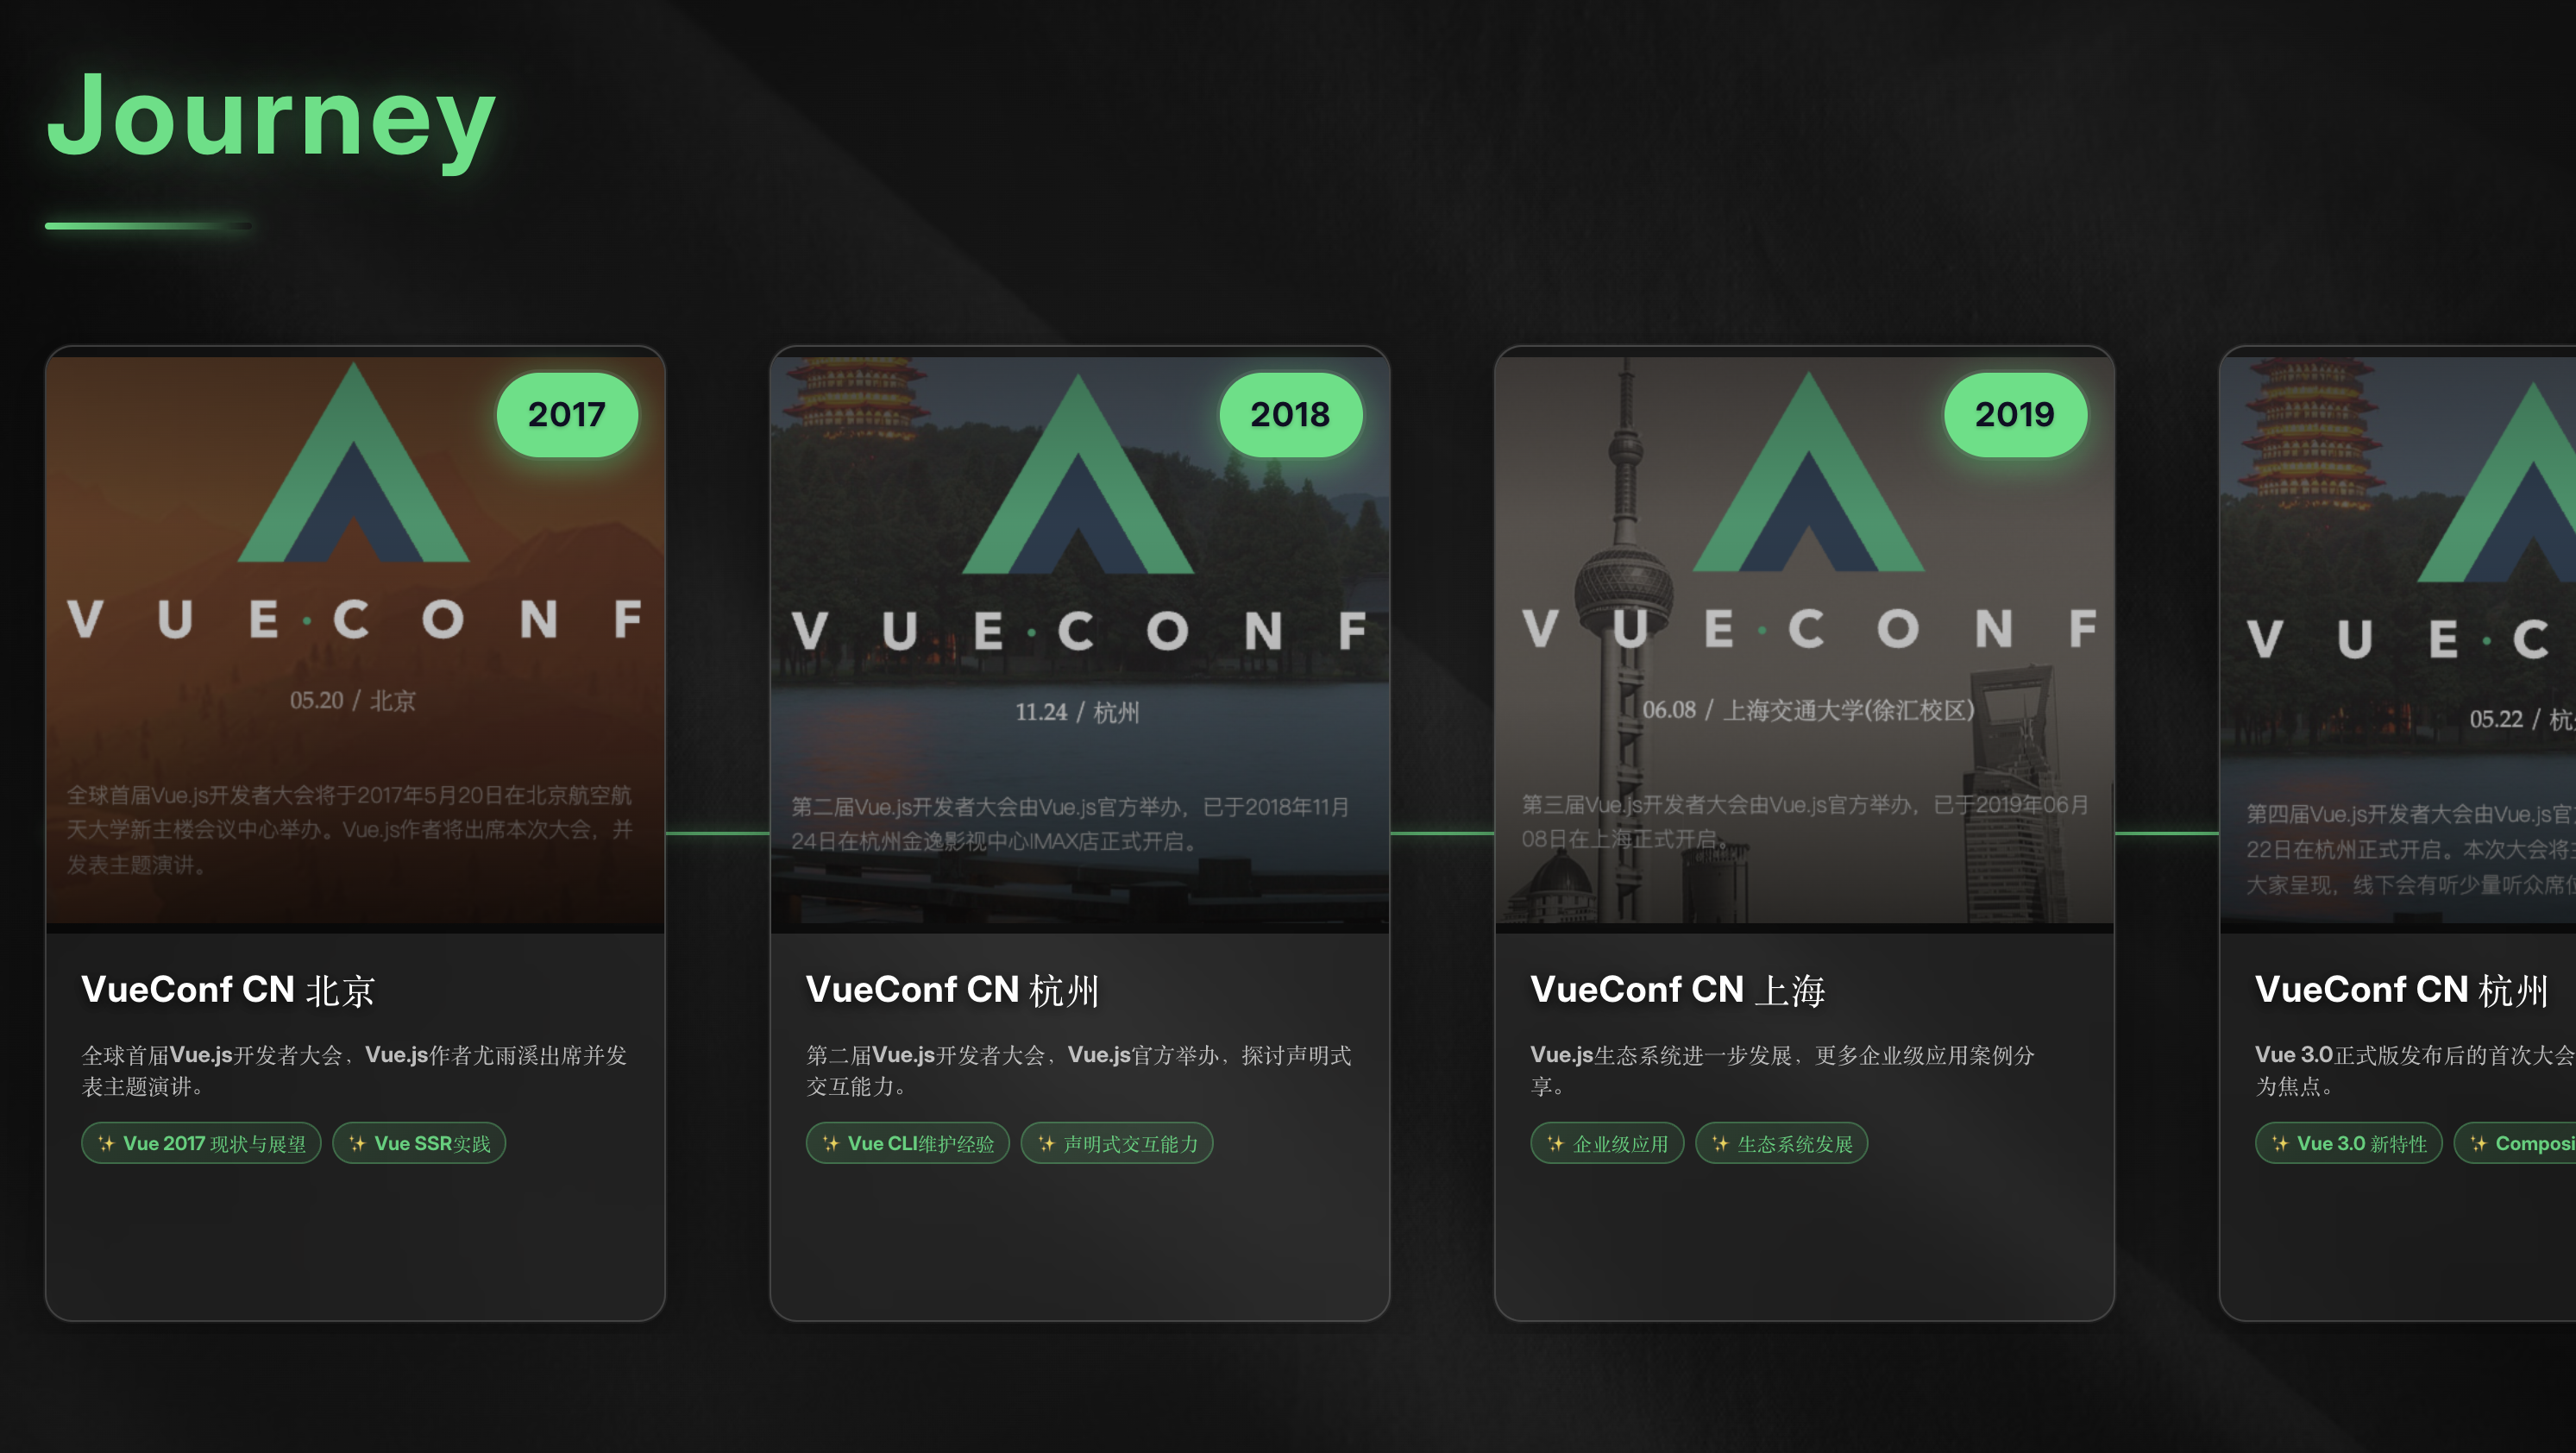 Journey
2017
VUE·CONF
05.20 / 北京
全球首届Vue.js开发者大会将于2017年5月20日在北京航空航
天大学新主楼会议中心举办。Vue.js作者将出席本次大会，并
发表主题演讲。
VueConf CN 北京
全球首届Vue.js开发者大会，Vue.js作者尤雨溪出席并发
表主题演讲。
✨ Vue 2017 现状与展望 ✨ Vue SSR实践
2018
VUE·CONF
11.24 / 杭州
第二届Vue.js开发者大会由Vue.js官方举办，已于2018年11月
24日在杭州金逸影视中心IMAX店正式开启。
VueConf CN 杭州
第二届Vue.js开发者大会，Vue.js官方举办，探讨声明式
交互能力。
✨ Vue CLI维护经验 ✨ 声明式交互能力
2019
VUE·CONF
06.08 / 上海交通大学(徐汇校区)
第三届Vue.js开发者大会由Vue.js官方举办，已于2019年06月
08日在上海正式开启。
VueConf CN 上海
Vue.js生态系统进一步发展，更多企业级应用案例分
享。
✨ 企业级应用 ✨ 生态系统发展
VUE·C
05.22 / 杭
第四届Vue.js开发者大会由Vue.js官
22日在杭州正式开启。本次大会将
大家呈现，线下会有听少量听众席
VueConf CN 杭州
Vue 3.0正式版发布后的首次大会
为焦点。
✨ Vue 3.0 新特性 ✨ Composi